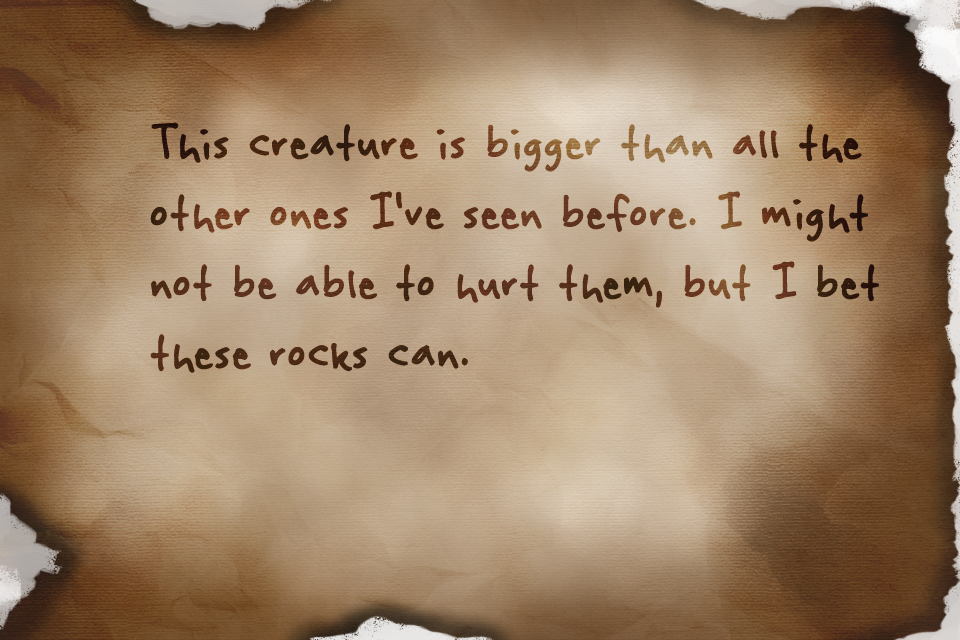 This creature is bigger than all the
other ones I've seen before. I might
not be able to hurt them, but I bet
these rocks can.